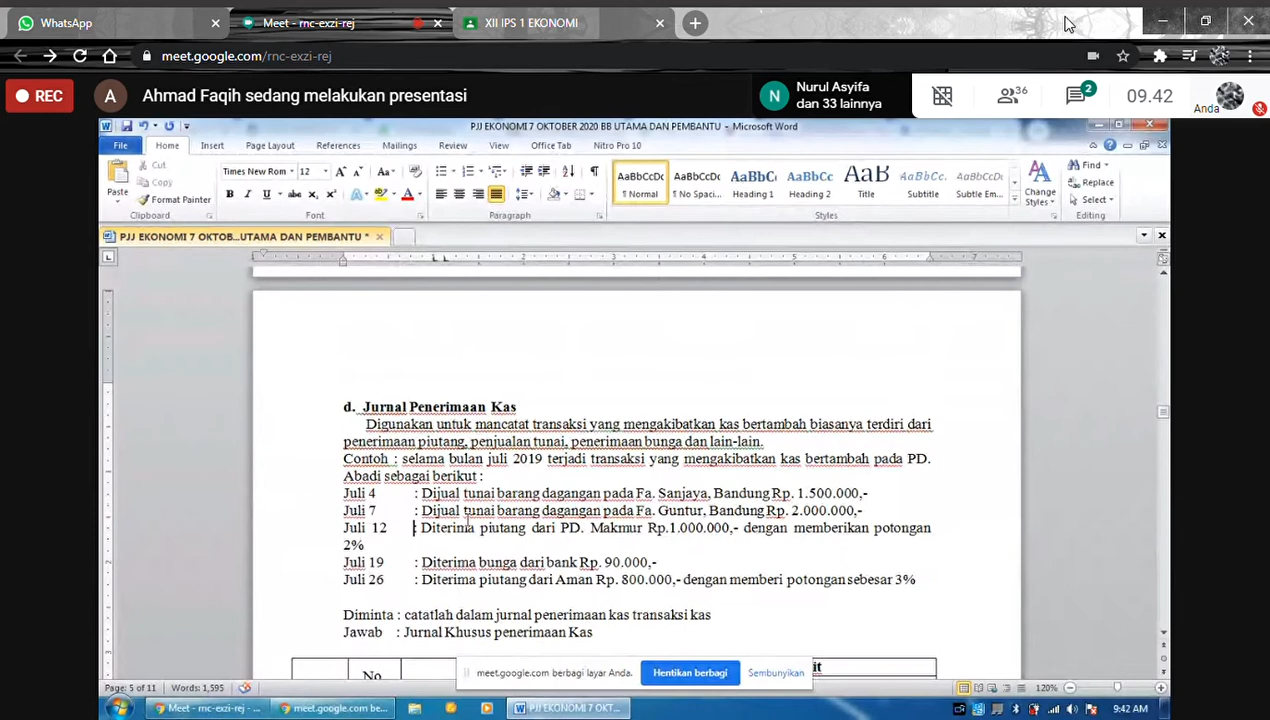 WhatsApp
Meet - rnc-exzi-rej
XII IPS 1 EKONOMI
meet.google.com/rnc-exzi-rej
REC
A
Ahmad Faqih sedang melakukan presentasi
N
Nurul Asyifa
dan 33 lainnya
36
2
09.42
Anda
PJJ EKONOMI 7 OKTOBER 2020 BB UTAMA DAN PEMBANTU - Microsoft Word
File Home Insert Page Layout References Mailings Review View Office Tab Nitro Pro 10
Paste
Cut
Copy
Format Painter
Clipboard
Times New Rom 12
Font
Paragraph
AaBbCcDc AaBbCcDc AaBbCc AaBbCc AaB AaBbCcDc AaBbCcDc
¶ Normal ¶ No Spaci... Heading 1 Heading 2 Title Subtitle Subtle Em...
Styles
Change Styles
Find
Replace
Select
Editing
PJJ EKONOMI 7 OKTOB...UTAMA DAN PEMBANTU *
1 2 3 4 5 6 7
d. Jurnal Penerimaan Kas
Digunakan untuk mancatat transaksi yang mengakibatkan kas bertambah biasanya terdiri dari
penerimaan piutang, penjualan tunai, penerimaan bunga dan lain-lain.
Contoh : selama bulan juli 2019 terjadi transaksi yang mengakibatkan kas bertambah pada PD.
Abadi sebagai berikut :
Juli 4 : Dijual tunai barang dagangan pada Fa. Sanjaya, Bandung Rp. 1.500.000,-
Juli 7 : Dijual tunai barang dagangan pada Fa. Guntur, Bandung Rp. 2.000.000,-
Juli 12 : Diterima piutang dari PD. Makmur Rp.1.000.000,- dengan memberikan potongan
2%
Juli 19 : Diterima bunga dari bank Rp. 90.000,-
Juli 26 : Diterima piutang dari Aman Rp. 800.000,- dengan memberi potongan sebesar 3%
Diminta : catatlah dalam jurnal penerimaan kas transaksi kas
Jawab : Jurnal Khusus penerimaan Kas
No
meet.google.com berbagi layar Anda.
Hentikan berbagi
Sembunyikan
Page: 5 of 11 Words: 1,595
120%
Meet - rnc-exzi-rej -...
meet.google.com be...
PJJ EKONOMI 7 OKT...
9:42 AM